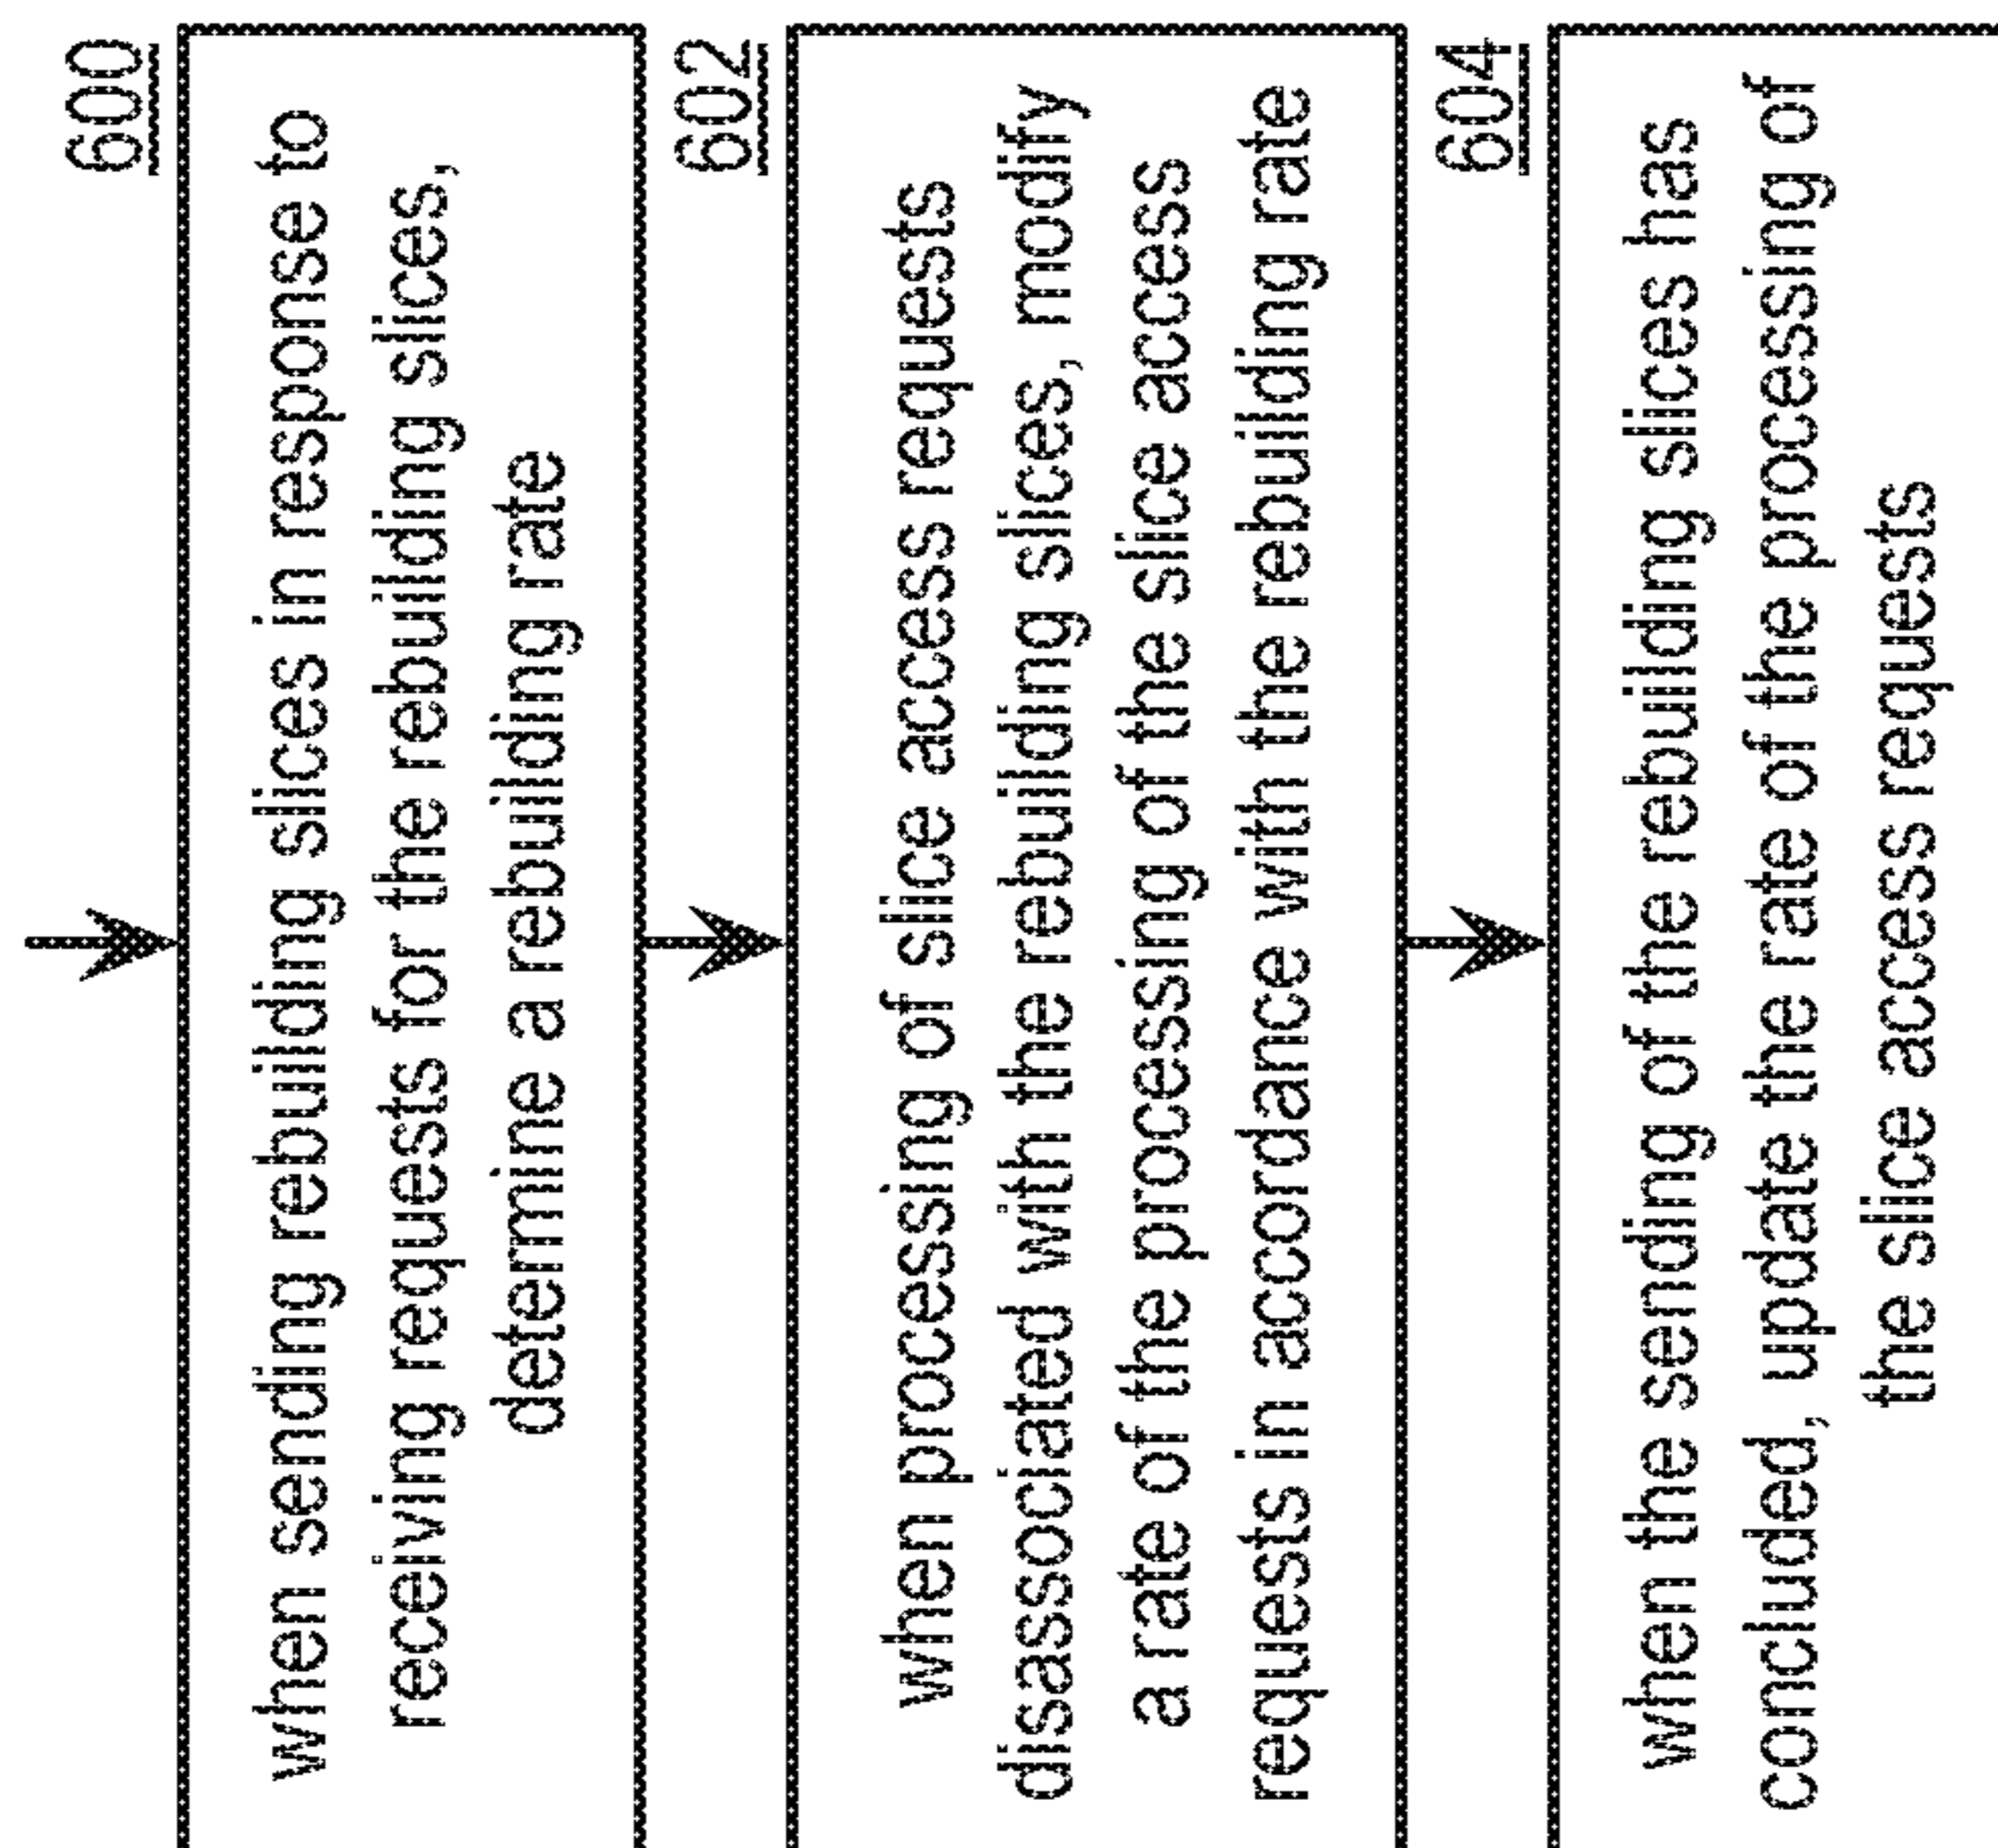 600
when sending rebuilding slices in response to
receiving requests for the rebuilding slices,
determine a rebuilding rate
602
when processing of slice access requests
disassociated with the rebuilding slices, modify
a rate of the processing of the slice access
requests in accordance with the rebuilding rate
604
when the sending of the rebuilding slices has
concluded, update the rate of the processing of
the slice access requests